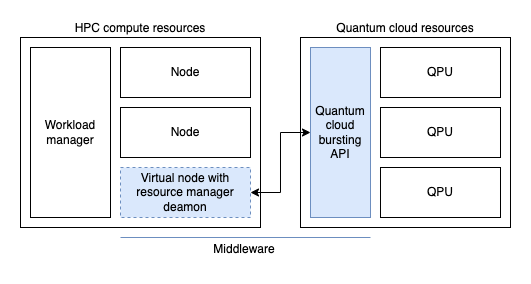 HPC compute resources
Workload
manager
Node
Node
Virtual node with
resource manager
deamon
Quantum cloud resources
Quantum
cloud
bursting
API
QPU
QPU
QPU
Middleware